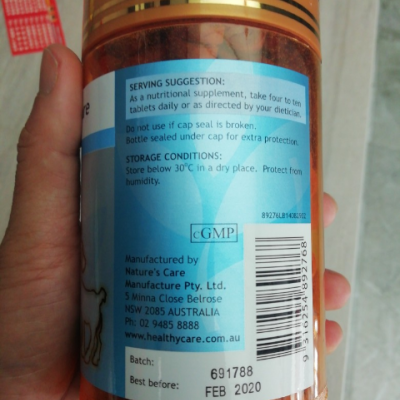 SERVING SUGGESTION:
As a nutritional supplement, take four to ten
tablets daily or as directed by your dietician.
Do not use if cap seal is broken.
Bottle sealed under cap for extra protection.
STORAGE CONDITIONS:
Store below 30°C in a dry place. Protect from
humidity.
cGMP
Manufactured by
Nature's Care
Manufacture Pty. Ltd.
5 Minna Close Belrose
NSW 2085 AUSTRALIA
Ph: 02 9485 8888
www.healthycare.com.au
9 316254 892768
Batch: 691788
Best before: FEB 2020